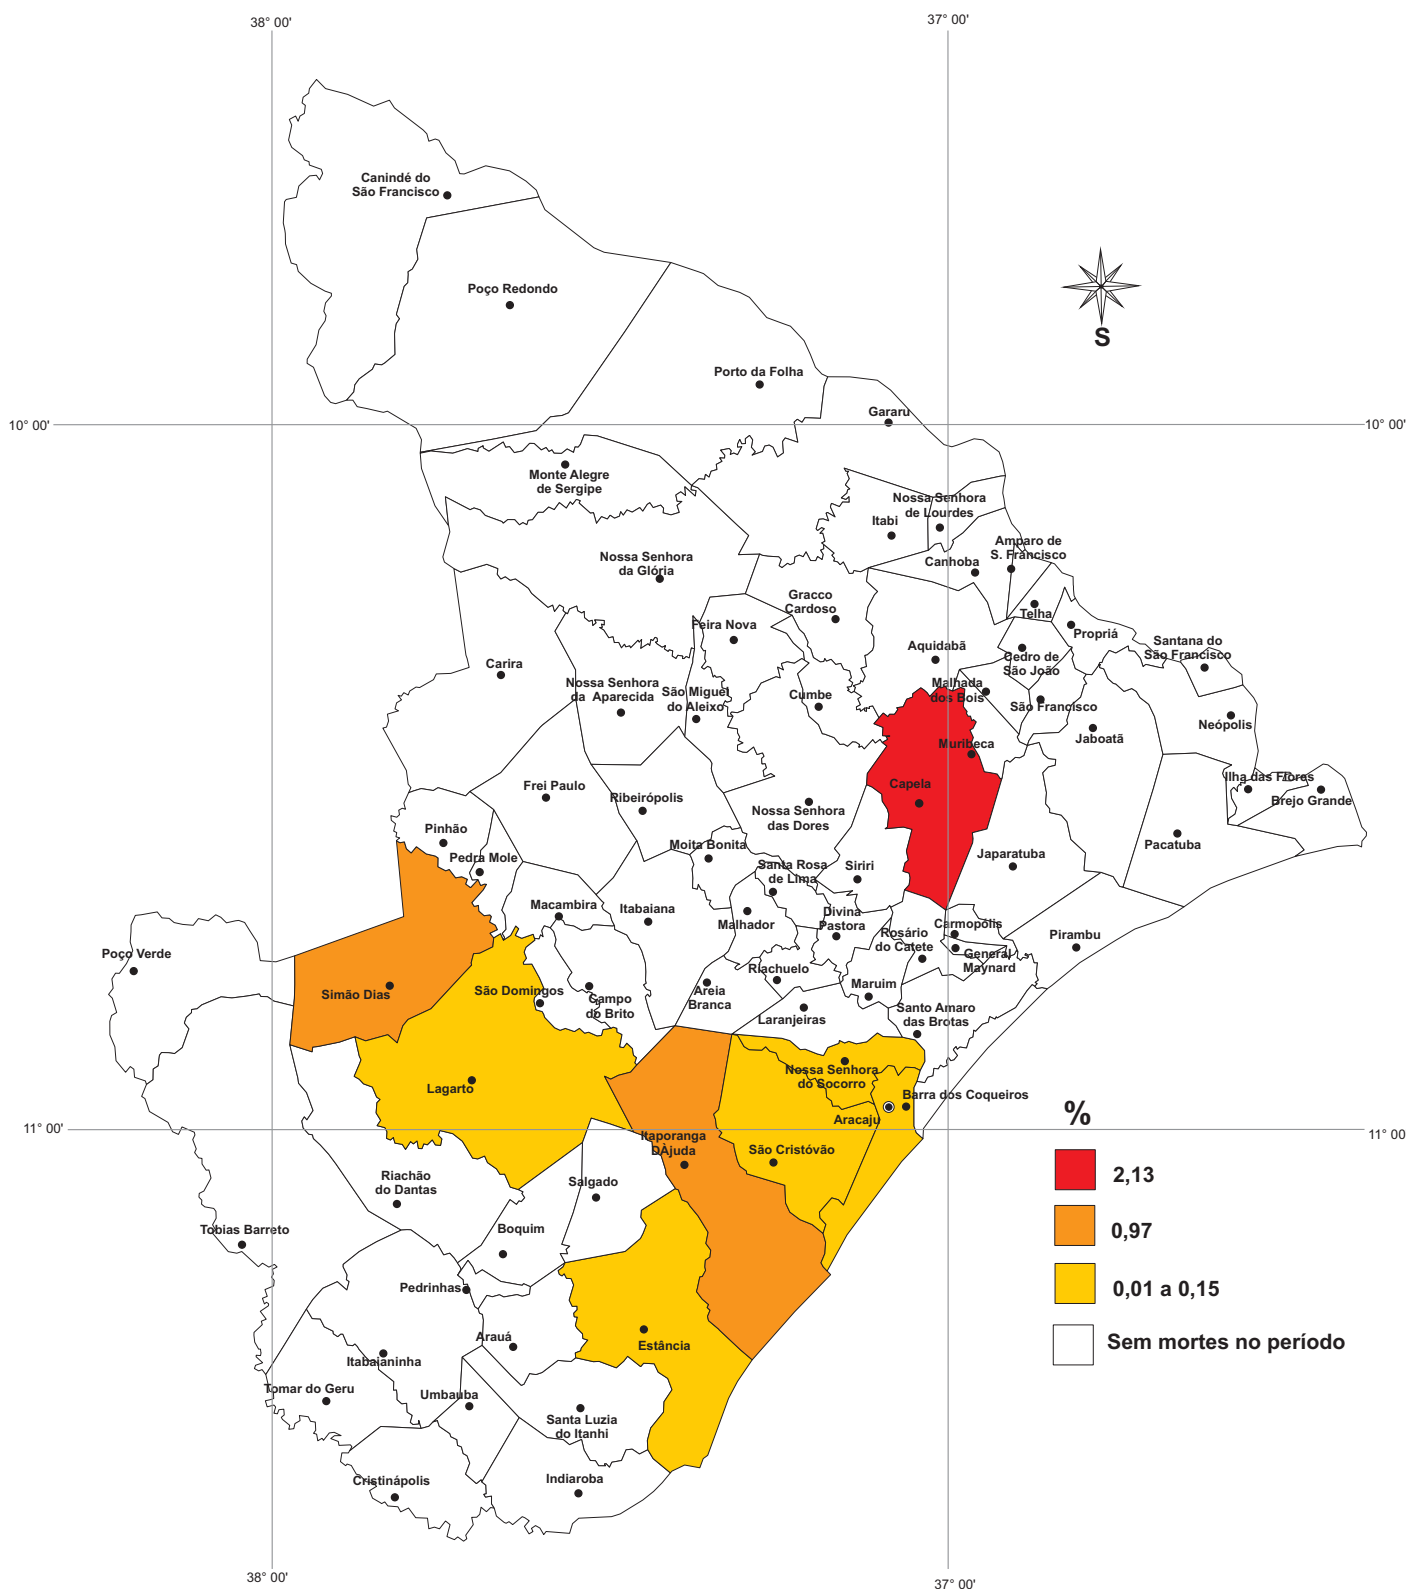 38° 00'
37° 00'
Canindé do
São Francisco
Poço Redondo
S
Porto da Folha
Gararu
10° 00'
10° 00'
Monte Alegre
de Sergipe
Nossa Senhora
de Lourdes
Itabi
Amparo de
S. Francisco
Canhoba
Nossa Senhora
da Glória
Gracco
Cardoso
Telha
Feira Nova
Propriá
Santana do
São Francisco
Aquidabã
Cedro de
São João
Carira
Nossa Senhora
da Aparecida
São Miguel
do Aleixo
Cumbe
Malhada
dos Bois
São Francisco
Neópolis
Jaboatã
Muribeca
Capela
Ilha das Flores
Brejo Grande
Frei Paulo
Ribeirópolis
Nossa Senhora
das Dores
Pinhão
Pedra Mole
Moita Bonita
Santa Rosa
de Lima
Siriri
Japaratuba
Pacatuba
Macambira
Itabaiana
Malhador
Divina
Pastora
Rosário
do Catete
Carmopólis
General
Maynard
Pirambu
Poço Verde
Simão Dias
São Domingos
Campo
do Brito
Areia
Branca
Riachuelo
Maruim
Laranjeiras
Santo Amaro
das Brotas
Lagarto
Nossa Senhora
do Socorro
Barra dos Coqueiros
Aracaju
11° 00'
11° 00
Itaporanga
DÀjuda
São Cristóvão
Riachão
do Dantas
Salgado
Boquim
Tobias Barreto
Pedrinhas
Arauá
Estância
Itabaianinha
Tomar do Geru
Umbauba
Santa Luzia
do Itanhi
Cristinápolis
Indiaroba
%
2,13
0,97
0,01 a 0,15
Sem mortes no período
38° 00'
37° 00'